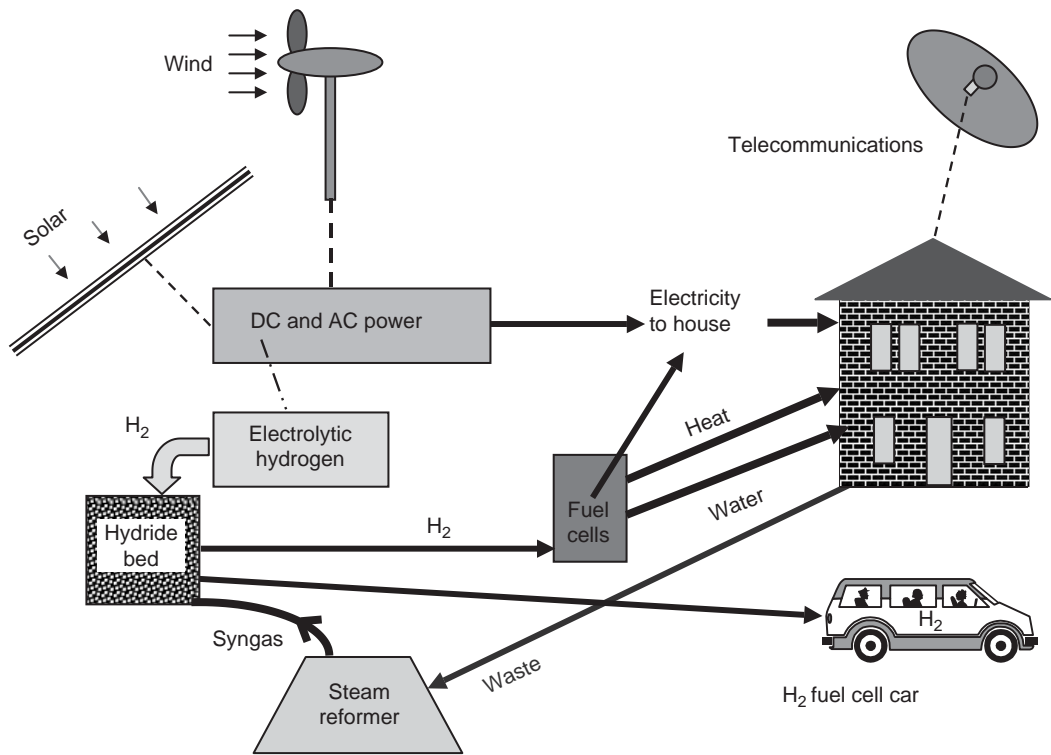 Wind
Telecommunications
Solar
DC and AC power
Electricity
to house
H₂
Electrolytic
hydrogen
Heat
Fuel
cells
Water
Hydride
bed
H₂
Syngas
Steam
reformer
Waste
H₂
H₂ fuel cell car